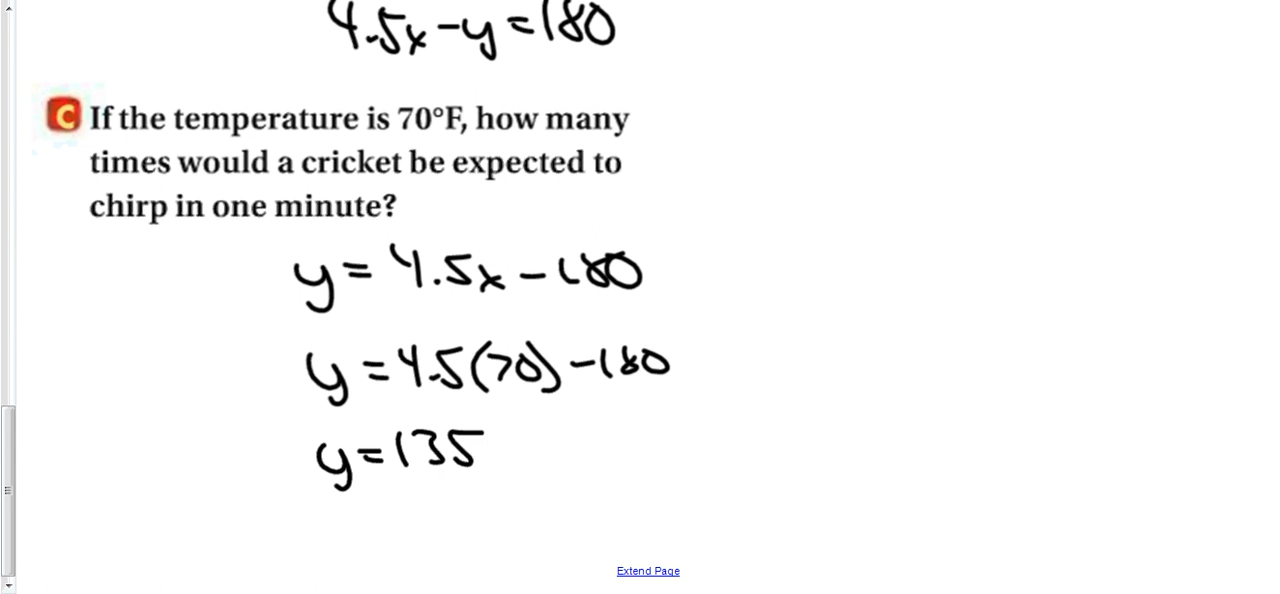 4.5x-y=180
C If the temperature is 70°F, how many
times would a cricket be expected to
chirp in one minute?
y = 4.5x - 180
y = 4.5(70) - 180
y = 135
Extend Page